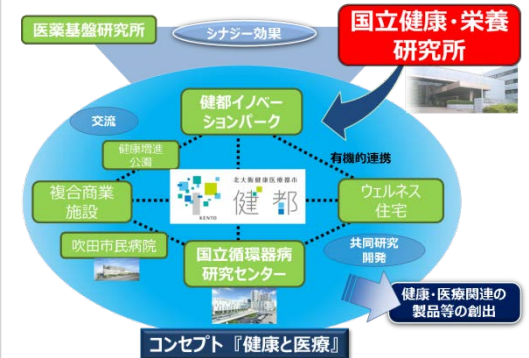 医薬基盤研究所
シナジー効果
国立健康・栄養
研究所
健都イノベー
ションパーク
交流
健康増進
公園
有機的連携
複合商業
施設
北大阪健康医療都市
健都
KENTO
ウェルネス
住宅
吹田市民病院
国立循環器病
研究センター
共同研究
開発
健康・医療関連の
製品等の創出
コンセプト『健康と医療』